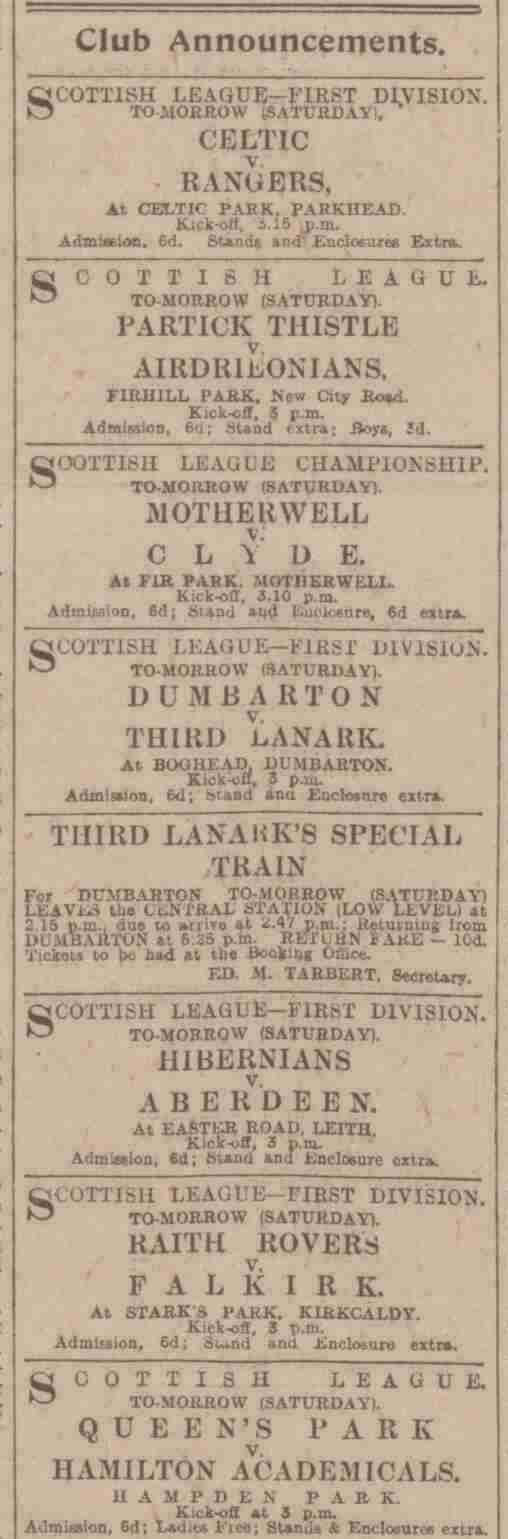 Club Announcements.
SCOTTISH LEAGUE—FIRST DIVISION.
TO-MORROW (SATURDAY),
CELTIC
v.
RANGERS,
At CELTIC PARK, PARKHEAD.
Kick-off, 3.15 p.m.
Admission, 6d. Stands and Enclosures Extra.
SCOTTISH LEAGUE.
TO-MORROW (SATURDAY).
PARTICK THISTLE
v.
AIRDRIEONIANS,
FIRHILL PARK, New City Road.
Kick-off, 3 p.m.
Admission, 6d; Stand extra; Boys, 3d.
SCOTTISH LEAGUE CHAMPIONSHIP.
TO-MORROW (SATURDAY).
MOTHERWELL
v.
CLYDE.
At FIR PARK, MOTHERWELL.
Kick-off, 3.10 p.m.
Admission, 6d; Stand and Enclosure, 6d extra.
SCOTTISH LEAGUE—FIRST DIVISION.
TO-MORROW (SATURDAY).
DUMBARTON
v.
THIRD LANARK.
At BOGHEAD, DUMBARTON.
Kick-off, 3 p.m.
Admission, 6d; Stand and Enclosure extra.
THIRD LANARK'S SPECIAL
TRAIN
For DUMBARTON TO-MORROW (SATURDAY)
LEAVES the CENTRAL STATION (LOW LEVEL) at
2.15 p.m., due to arrive at 2.47 p.m.; Returning from
DUMBARTON at 5.25 p.m. RETURN FARE — 10d.
Tickets to be had at the Booking Office.
ED. M. TARBERT, Secretary.
SCOTTISH LEAGUE—FIRST DIVISION.
TO-MORROW (SATURDAY).
HIBERNIANS
v.
ABERDEEN.
At EASTER ROAD, LEITH,
Kick-off, 3 p.m.
Admission, 6d; Stand and Enclosure extra.
SCOTTISH LEAGUE—FIRST DIVISION.
TO-MORROW (SATURDAY).
RAITH ROVERS
v.
FALKIRK.
At STARK'S PARK, KIRKCALDY.
Kick-off, 3 p.m.
Admission, 6d; Stand and Enclosure extra.
SCOTTISH LEAGUE.
TO-MORROW (SATURDAY).
QUEEN'S PARK
v.
HAMILTON ACADEMICALS.
HAMPDEN PARK.
Kick-off at 3 p.m.
Admission, 6d; Ladies Free; Stands & Enclosures extra.